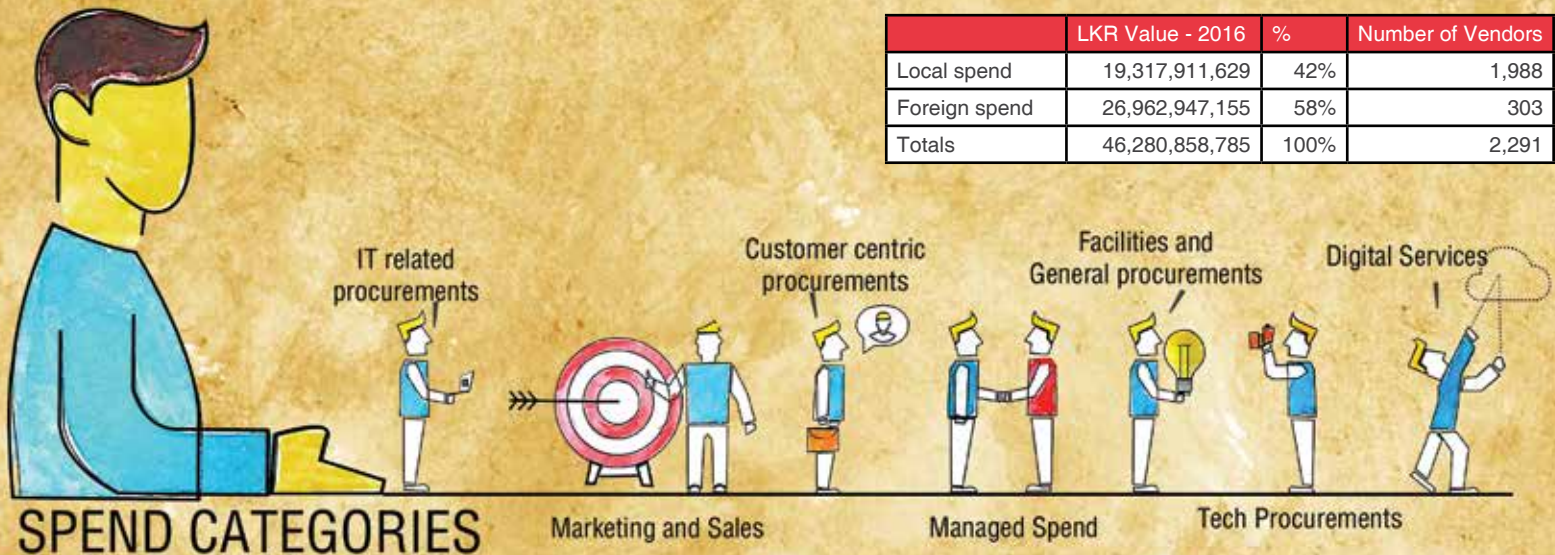 LKR Value - 2016 % Number of Vendors
Local spend 19,317,911,629 42% 1,988
Foreign spend 26,962,947,155 58% 303
Totals 46,280,858,785 100% 2,291
IT related
procurements
Customer centric
procurements
Facilities and
General procurements
Digital Services
SPEND CATEGORIES
Marketing and Sales
Managed Spend
Tech Procurements